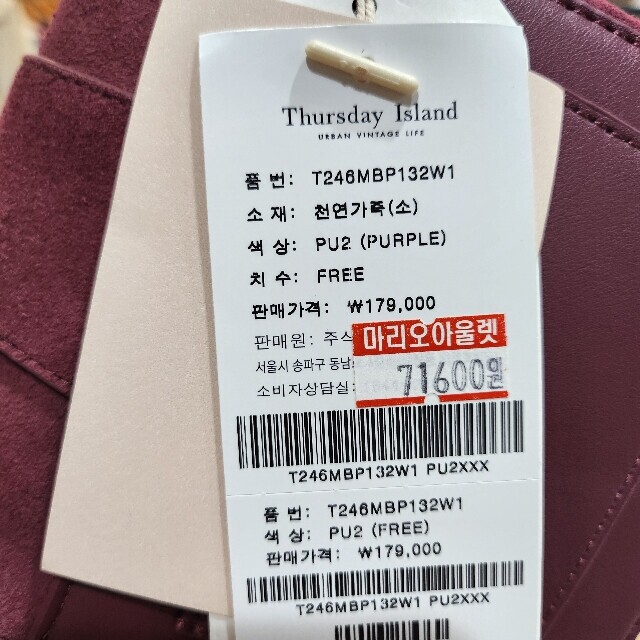 Thursday Island
URBAN VINTAGE LIFE
품 번: T246MBP132W1
소 재: 천연가죽(소)
색 상: PU2 (PURPLE)
치 수: FREE
판매가격: ₩179,000
판매원: 주식
마리오아울렛
서울시 송파구 동남
71600원
소비자상담실:
T246MBP132W1 PU2XXX
품 번: T246MBP132W1
색 상: PU2 (FREE)
판매가격: ₩179,000
T246MBP132W1 PU2XXX